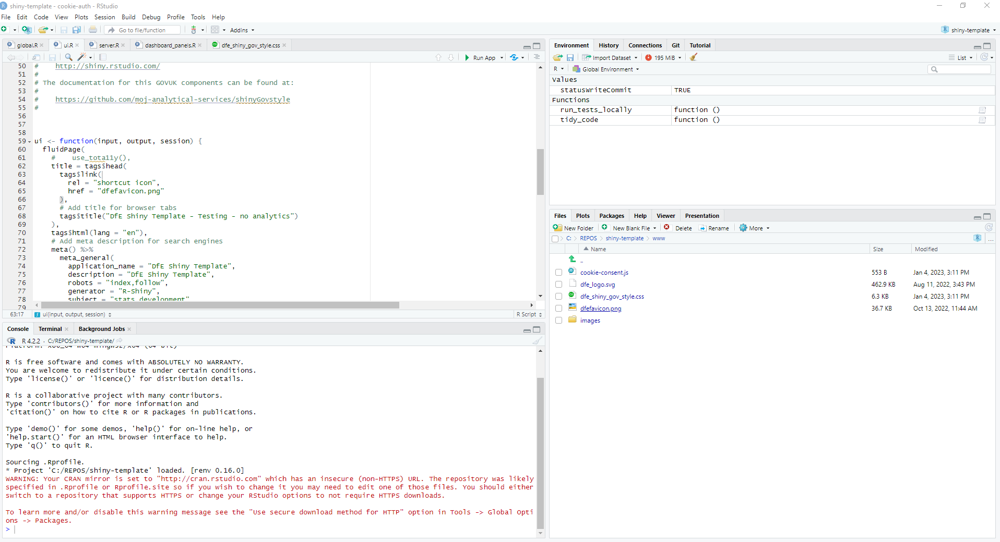 shiny-template - cookie-auth - RStudio
File Edit Code View Plots Session Build Debug Profile Tools Help
Go to file/function
Addins
shiny-template
global.R
ui.R
server.R
dashboard_panels.R
dfe_shiny_gov_style.css
Run App
50 # http://shiny.rstudio.com/
51 #
52 # The documentation for this GOVUK components can be found at:
53 #
54 # https://github.com/moj-analytical-services/shinyGovstyle
55 #
56
57
58
59 ui <- function(input, output, session) {
60 fluidPage(
61 # use_tota11y(),
62 title = tags$head(
63 tags$link(
64 rel = "shortcut icon",
65 href = "dfefavicon.png"
66 ),
67 # Add title for browser tabs
68 tags$title("DfE Shiny Template - Testing - no analytics")
69 ),
70 tags$html(lang = "en"),
71 # Add meta description for search engines
72 meta() %>%
73 meta_general(
74 application_name = "DfE Shiny Template",
75 description = "DfE Shiny Template",
76 robots = "index,follow",
77 generator = "R-Shiny",
78 subject = "stats development"
79
63:17 ui(input, output, session) R Script
Console Terminal Background Jobs
R 4.2.2 · C:/REPOS/shiny-template/
Platform: x86_64-w64-mingw32/x64 (64-bit)
R is free software and comes with ABSOLUTELY NO WARRANTY.
You are welcome to redistribute it under certain conditions.
Type 'license()' or 'licence()' for distribution details.
R is a collaborative project with many contributors.
Type 'contributors()' for more information and
'citation()' on how to cite R or R packages in publications.
Type 'demo()' for some demos, 'help()' for on-line help, or
'help.start()' for an HTML browser interface to help.
Type 'q()' to quit R.
Sourcing .Rprofile.
* Project 'C:/REPOS/shiny-template' loaded. [renv 0.16.0]
WARNING: Your CRAN mirror is set to "http://cran.rstudio.com" which has an insecure (non-HTTPS) URL. The repository was likely
specified in .Rprofile or Rprofile.site so if you wish to change it you may need to edit one of those files. You should either
switch to a repository that supports HTTPS or change your RStudio options to not require HTTPS downloads.
To learn more and/or disable this warning message see the "Use secure download method for HTTP" option in Tools -> Global Opti
ons -> Packages.
>
Environment History Connections Git Tutorial
Import Dataset 195 MiB List
R Global Environment
Values
statusWriteCommit TRUE
Functions
run_tests_locally function ()
tidy_code function ()
Files Plots Packages Help Viewer Presentation
New Folder New Blank File Delete Rename More
C: REPOS shiny-template www ...
Name Size Modified
..
cookie-consent.js 553 B Jan 4, 2023, 3:11 PM
dfe_logo.svg 462.9 KB Aug 11, 2022, 3:43 PM
dfe_shiny_gov_style.css 6.3 KB Jan 4, 2023, 3:11 PM
dfefavicon.png 36.7 KB Oct 13, 2022, 11:44 AM
images